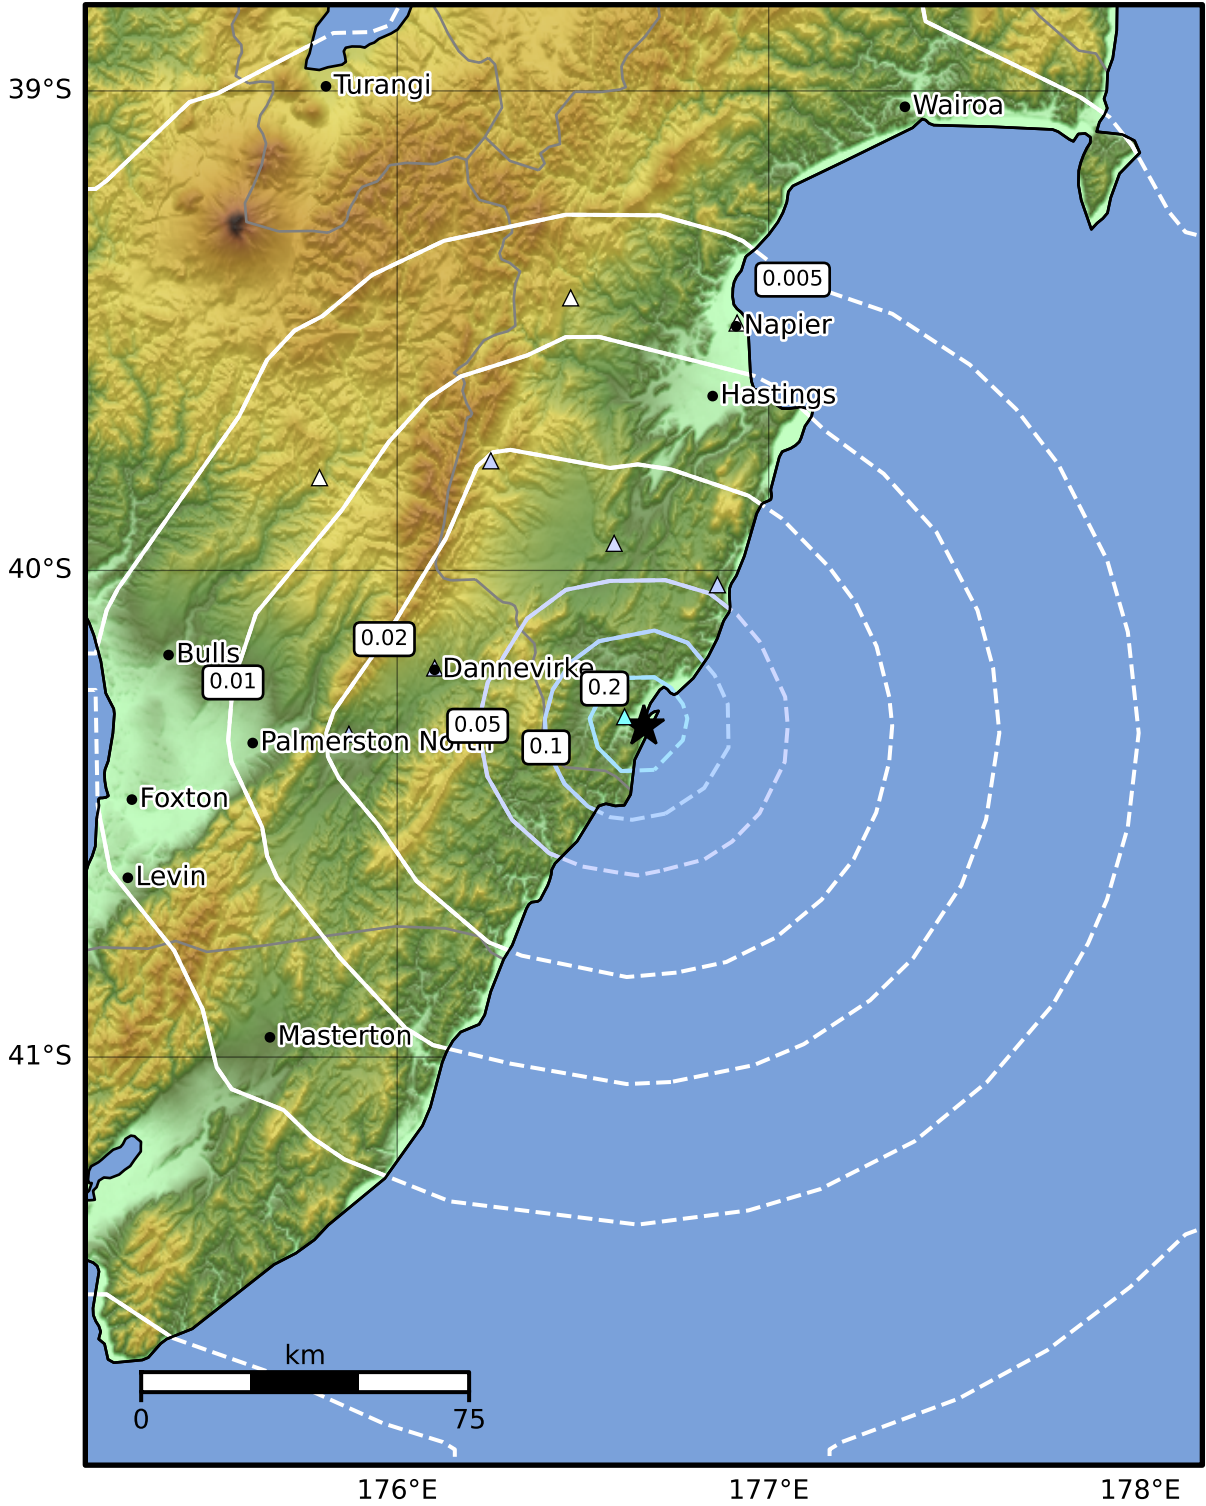 39°S
Turangi
Wairoa
0.005
Napier
Hastings
40°S
0.02
Bulls
Dannevirke
0.01
0.2
0.05
Palmerston North
0.1
Foxton
Levin
Masterton
41°S
km
0
75
176°E
177°E
178°E